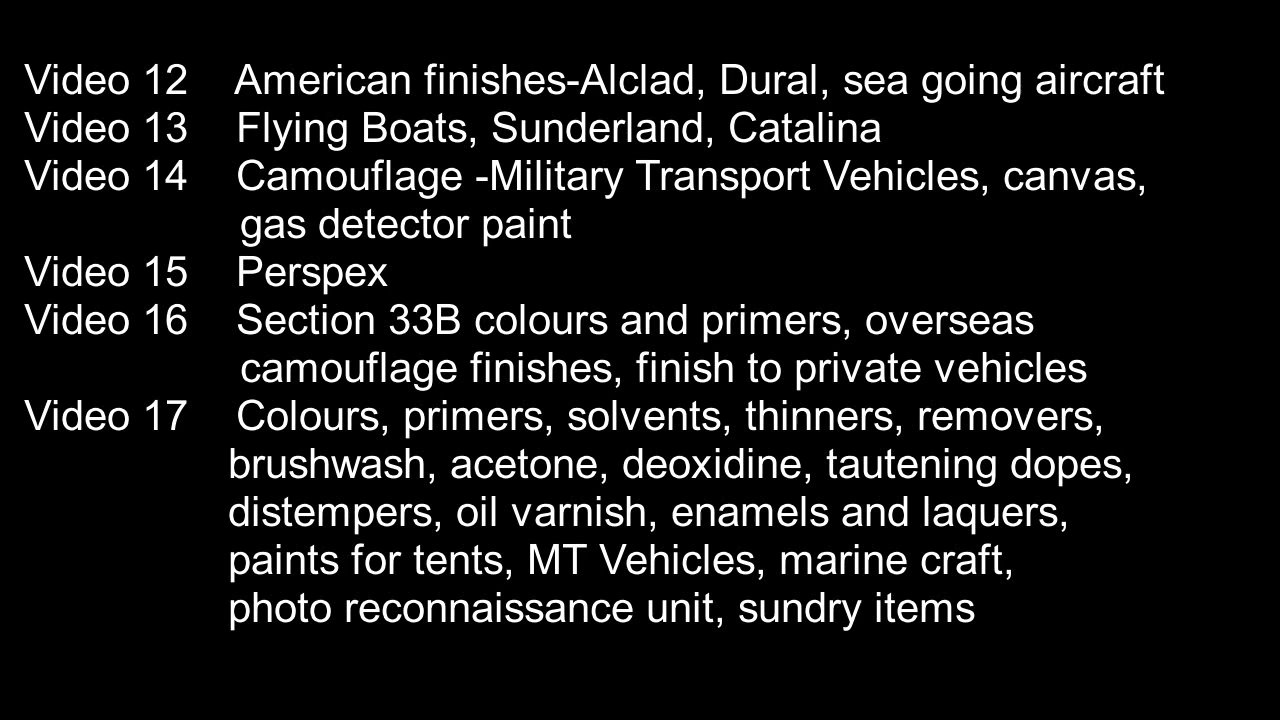 Video 12 American finishes-Alclad, Dural, sea going aircraft
Video 13 Flying Boats, Sunderland, Catalina
Video 14 Camouflage -Military Transport Vehicles, canvas,
gas detector paint
Video 15 Perspex
Video 16 Section 33B colours and primers, overseas
camouflage finishes, finish to private vehicles
Video 17 Colours, primers, solvents, thinners, removers,
brushwash, acetone, deoxidine, tautening dopes,
distempers, oil varnish, enamels and laquers,
paints for tents, MT Vehicles, marine craft,
photo reconnaissance unit, sundry items